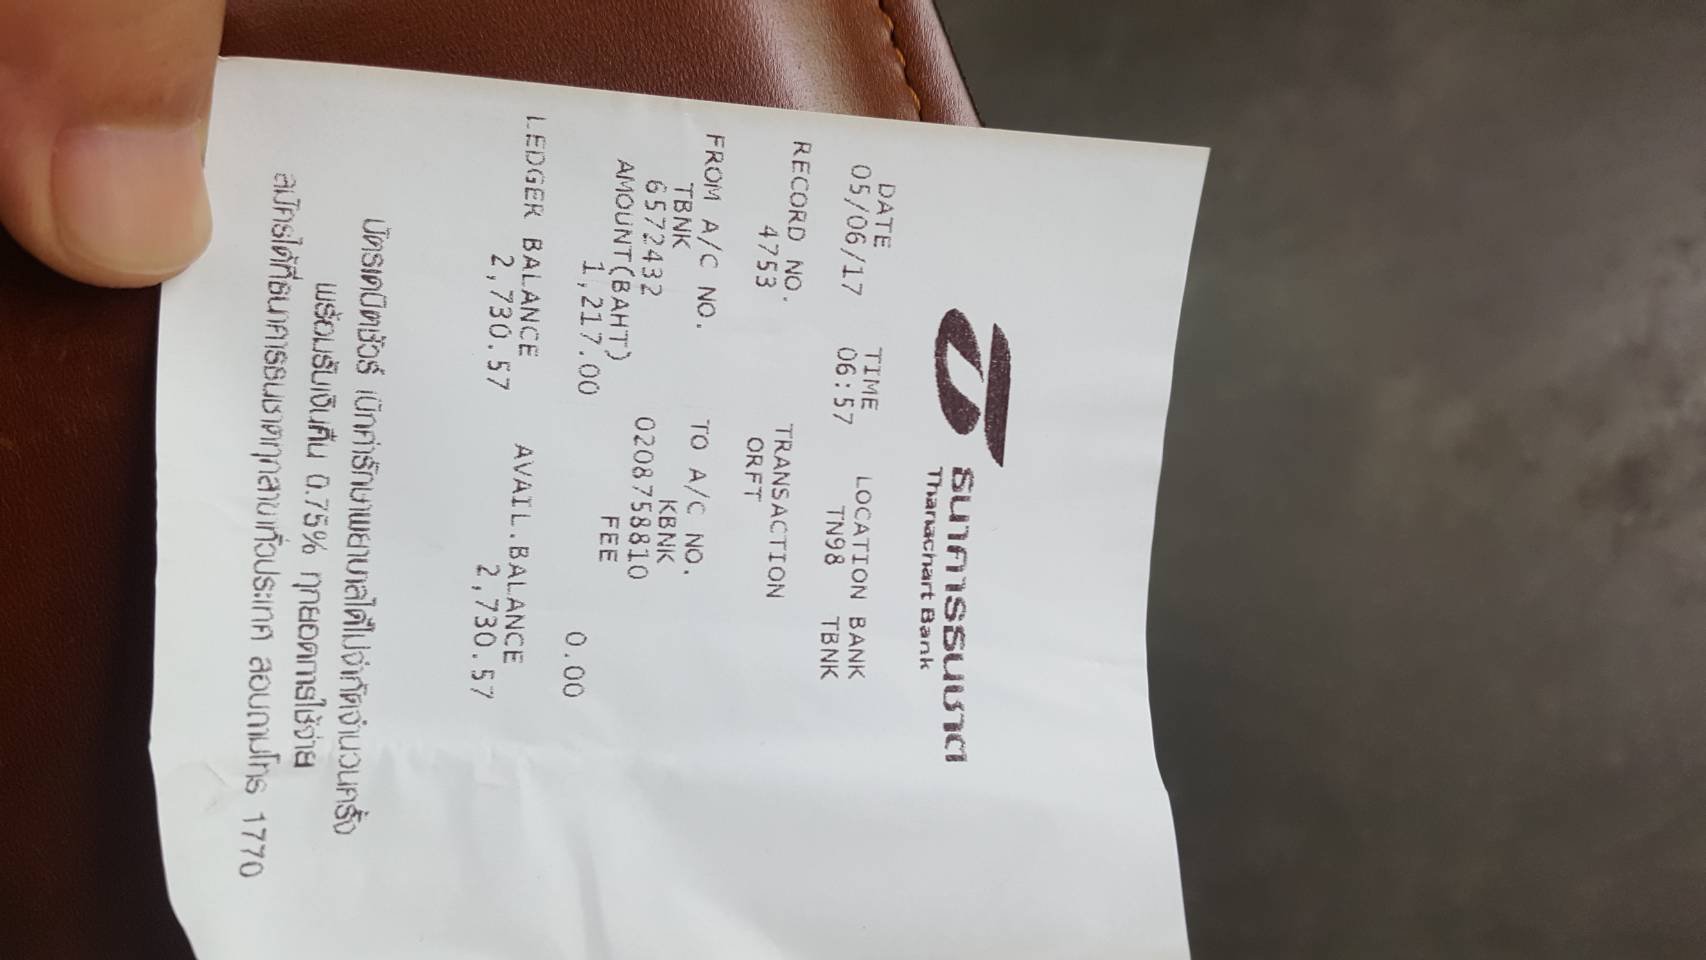 ธนาคารธนชาต
Thanachart Bank
DATE TIME LOCATION BANK
05/06/17 06:57 TN98 TBNK
RECORD NO. TRANSACTION
4753 ORFT
FROM A/C NO. TO A/C NO.
TBNK KBNK
6572432 0208758810
AMOUNT(BAHT) FEE
1,217.00 0.00
LEDGER BALANCE AVAIL.BALANCE
2,730.57 2,730.57
บัตรเดบิตชัวร์ เบิกค่ารักษาพยาบาลได้ไม่จำกัดจำนวนครั้ง
พร้อมรับเงินคืน 0.75% ทุกยอดการใช้จ่าย
สมัครได้ที่ธนาคารธนชาตทุกสาขาทั่วประเทศ สอบถามโทร 1770